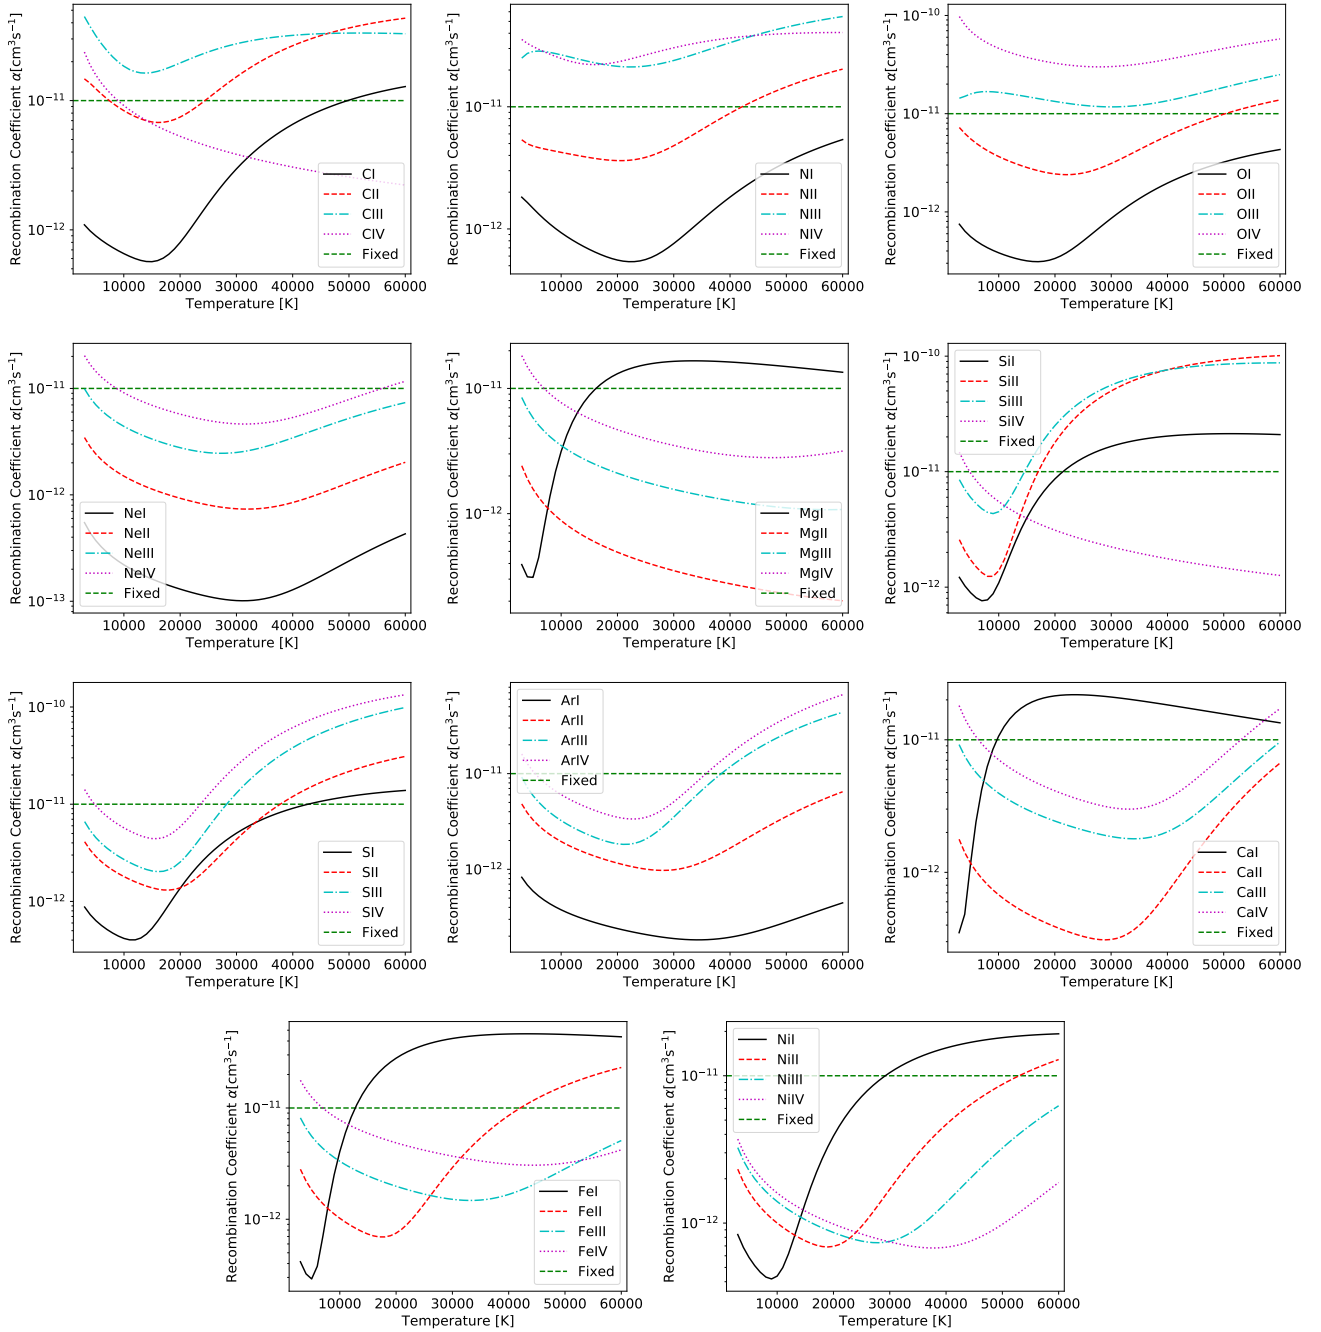 Recombination Coefficient α[cm³s⁻¹]
10⁻¹¹
10⁻¹²
CI
CII
CIII
CIV
Fixed
10000 20000 30000 40000 50000 60000
Temperature [K]
Recombination Coefficient α[cm³s⁻¹]
10⁻¹¹
10⁻¹²
NI
NII
NIII
NIV
Fixed
10000 20000 30000 40000 50000 60000
Temperature [K]
Recombination Coefficient α[cm³s⁻¹]
10⁻¹⁰
10⁻¹¹
10⁻¹²
OI
OII
OIII
OIV
Fixed
10000 20000 30000 40000 50000 60000
Temperature [K]
Recombination Coefficient α[cm³s⁻¹]
10⁻¹¹
10⁻¹²
10⁻¹³
NeI
NeII
NeIII
NeIV
Fixed
10000 20000 30000 40000 50000 60000
Temperature [K]
Recombination Coefficient α[cm³s⁻¹]
10⁻¹¹
10⁻¹²
MgI
MgII
MgIII
MgIV
Fixed
10000 20000 30000 40000 50000 60000
Temperature [K]
Recombination Coefficient α[cm³s⁻¹]
10⁻¹⁰
10⁻¹¹
10⁻¹²
SiI
SiII
SiIII
SiIV
Fixed
10000 20000 30000 40000 50000 60000
Temperature [K]
Recombination Coefficient α[cm³s⁻¹]
10⁻¹⁰
10⁻¹¹
10⁻¹²
SI
SII
SIII
SIV
Fixed
10000 20000 30000 40000 50000 60000
Temperature [K]
Recombination Coefficient α[cm³s⁻¹]
10⁻¹¹
10⁻¹²
ArI
ArII
ArIII
ArIV
Fixed
10000 20000 30000 40000 50000 60000
Temperature [K]
Recombination Coefficient α[cm³s⁻¹]
10⁻¹¹
10⁻¹²
CaI
CaII
CaIII
CaIV
Fixed
10000 20000 30000 40000 50000 60000
Temperature [K]
Recombination Coefficient α[cm³s⁻¹]
10⁻¹¹
10⁻¹²
FeI
FeII
FeIII
FeIV
Fixed
10000 20000 30000 40000 50000 60000
Temperature [K]
Recombination Coefficient α[cm³s⁻¹]
10⁻¹¹
10⁻¹²
NiI
NiII
NiIII
NiIV
Fixed
10000 20000 30000 40000 50000 60000
Temperature [K]